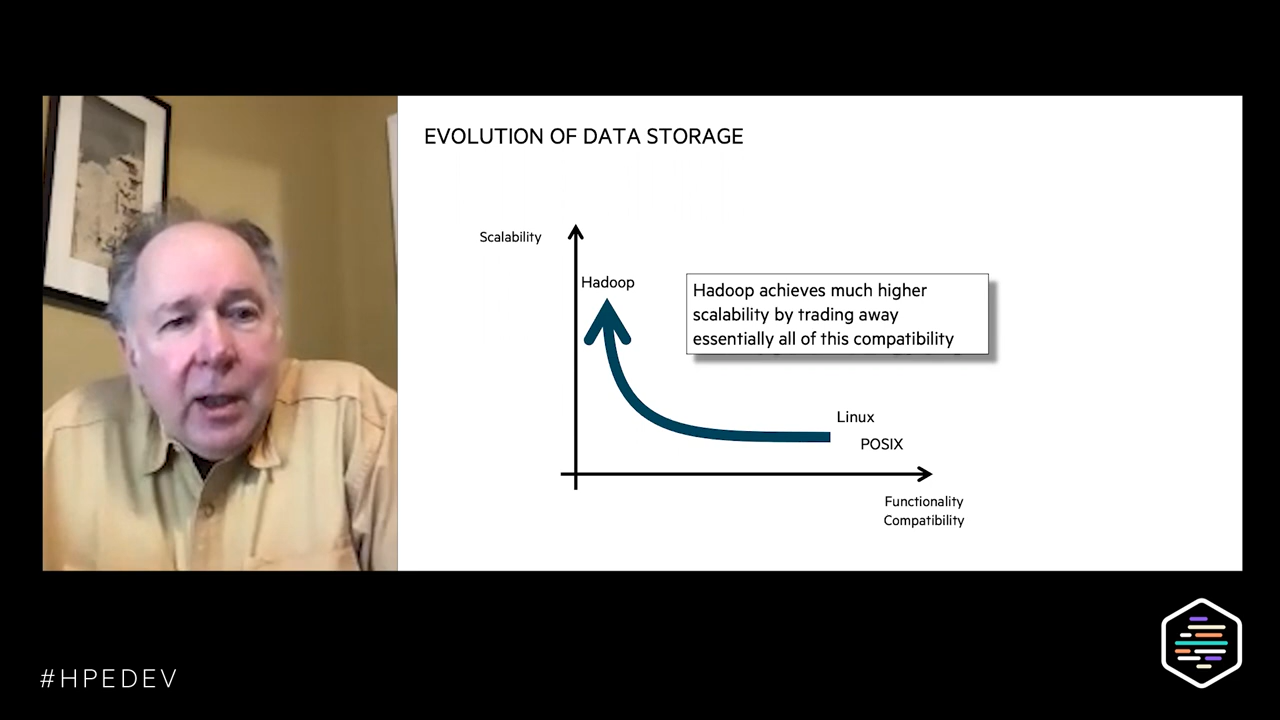 EVOLUTION OF DATA STORAGE
Scalability
Hadoop
Hadoop achieves much higher
scalability by trading away
essentially all of this compatibility
Linux
POSIX
Functionality
Compatibility
#HPEDEV